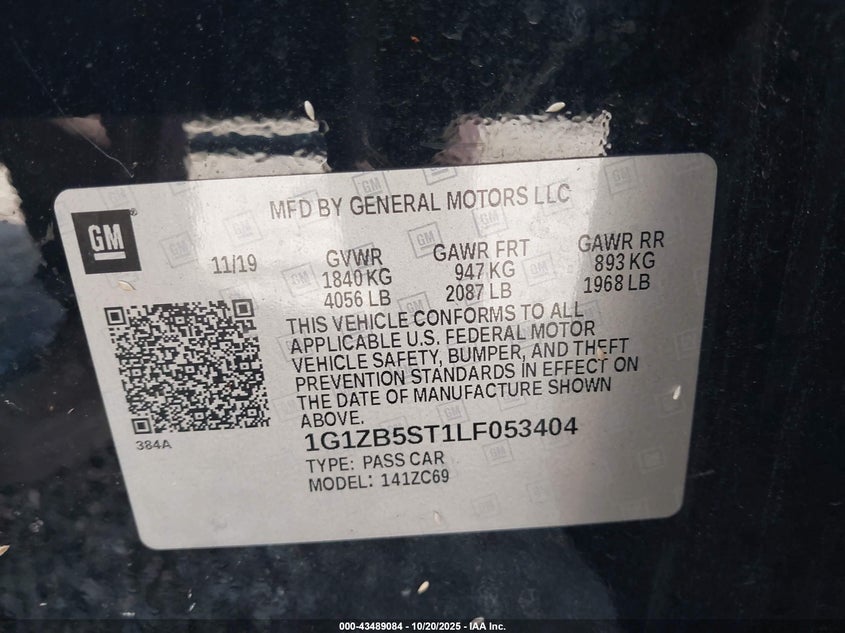 MFD BY GENERAL MOTORS LLC
GM
11/19
GVWR
1840 KG
4056 LB
GAWR FRT
947 KG
2087 LB
GAWR RR
893 KG
1968 LB
THIS VEHICLE CONFORMS TO ALL
APPLICABLE U.S. FEDERAL MOTOR
VEHICLE SAFETY, BUMPER, AND THEFT
PREVENTION STANDARDS IN EFFECT ON
THE DATE OF MANUFACTURE SHOWN
ABOVE.
384A
1G1ZB5ST1LF053404
TYPE: PASS CAR
MODEL: 141ZC69
000-43489084 - 10/20/2025 - IAA Inc.